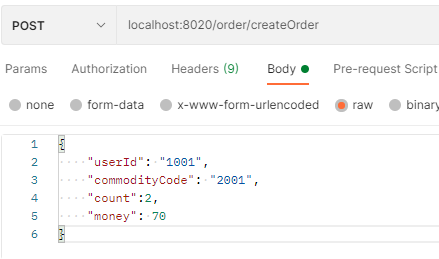 POST localhost:8020/order/createOrder
Params Authorization Headers (9) Body Pre-request Script
none form-data x-www-form-urlencoded raw binary
1 {
2 "userId": "1001",
3 "commodityCode": "2001",
4 "count":2,
5 "money": 70
6 }